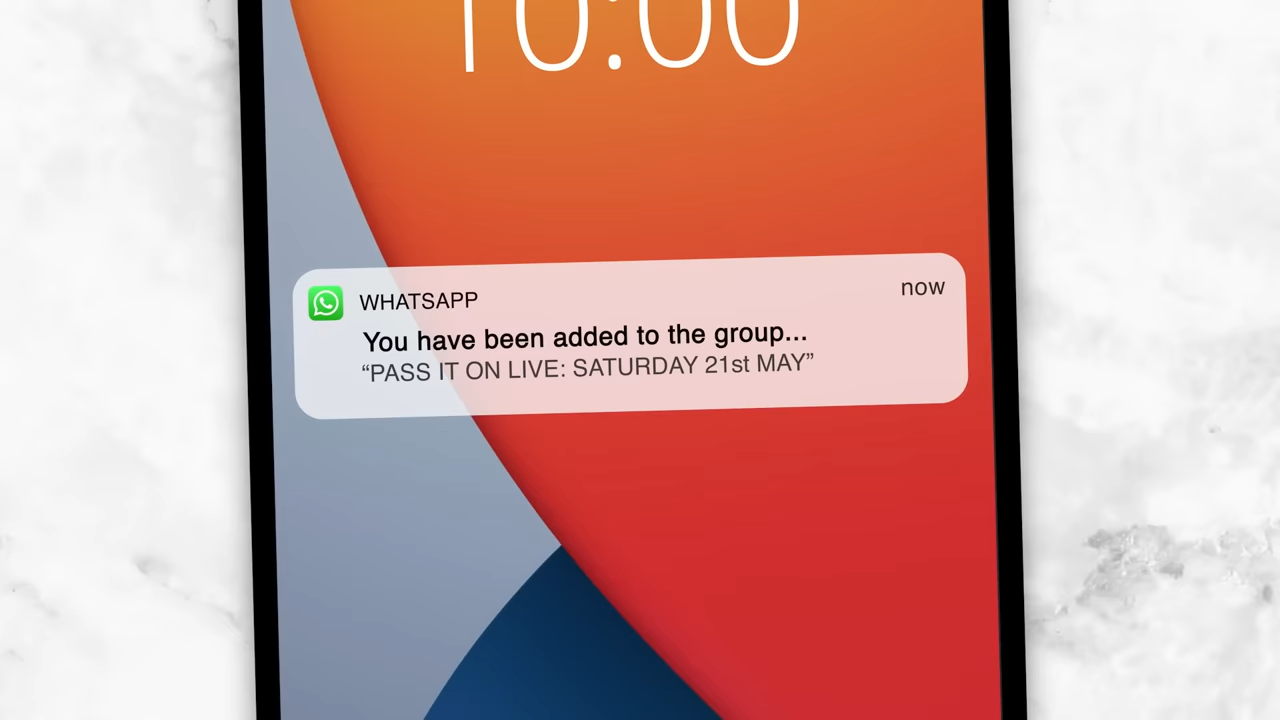 10:00
WHATSAPP
now
You have been added to the group...
“PASS IT ON LIVE: SATURDAY 21st MAY”